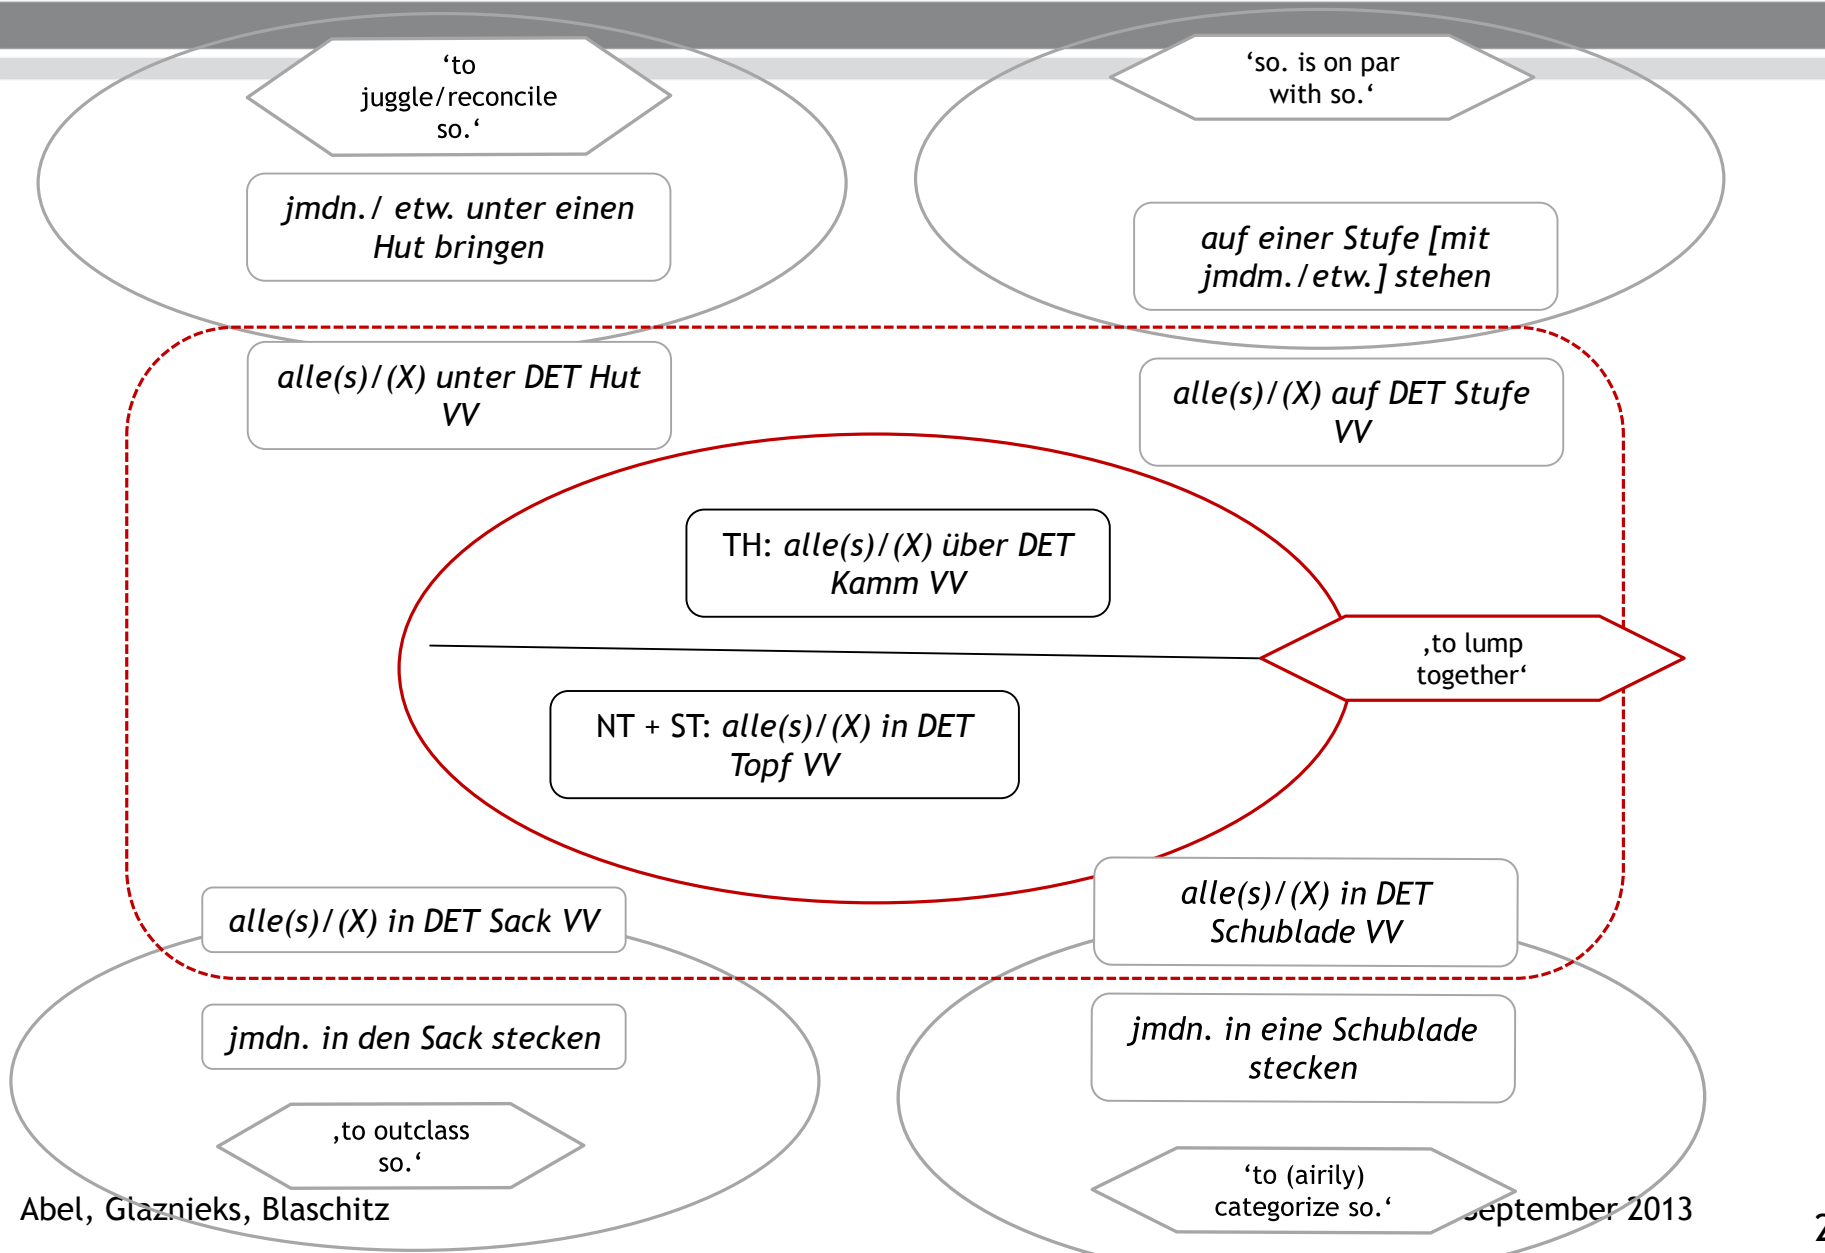 ‘to
juggle/reconcile
so.‘
‘so. is on par
with so.‘
jmdn./ etw. unter einen
Hut bringen
auf einer Stufe [mit
jmdm./etw.] stehen
alle(s)/(X) unter DET Hut
VV
alle(s)/(X) auf DET Stufe
VV
TH: alle(s)/(X) über DET
Kamm VV
‚to lump
together‘
NT + ST: alle(s)/(X) in DET
Topf VV
alle(s)/(X) in DET Sack VV
alle(s)/(X) in DET
Schublade VV
jmdn. in den Sack stecken
jmdn. in eine Schublade
stecken
‚to outclass
so.‘
‘to (airily)
categorize so.‘
Abel, Glaznieks, Blaschitz
September 2013